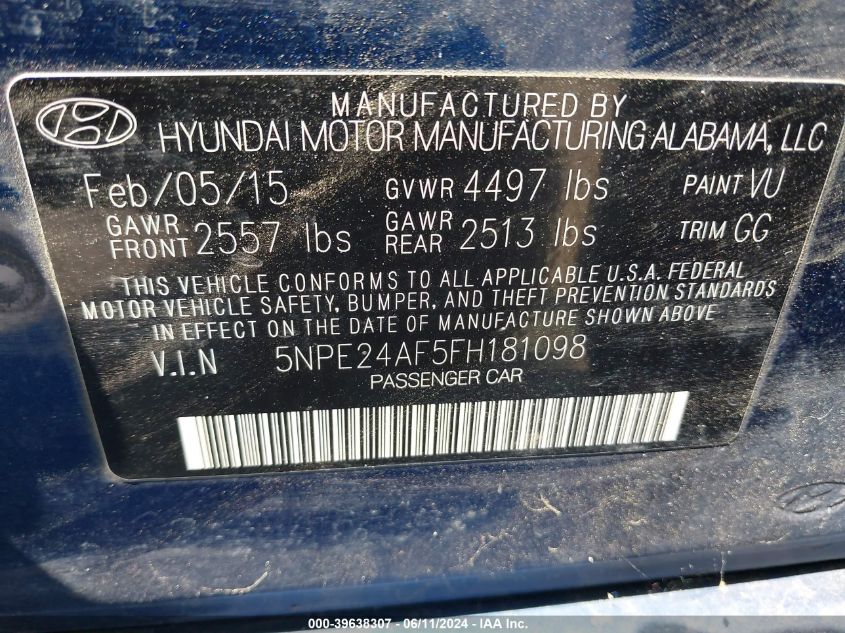 MANUFACTURED BY
HYUNDAI MOTOR MANUFACTURING ALABAMA, LLC
Feb/05/15 GVWR 4497 lbs PAINT VU
GAWR FRONT 2557 lbs GAWR REAR 2513 lbs TRIM GG
THIS VEHICLE CONFORMS TO ALL APPLICABLE U.S.A. FEDERAL
MOTOR VEHICLE SAFETY, BUMPER, AND THEFT PREVENTION STANDARDS
IN EFFECT ON THE DATE OF MANUFACTURE SHOWN ABOVE
V.I.N 5NPE24AF5FH181098
PASSENGER CAR
000-39638307 - 06/11/2024 - IAA, Inc.